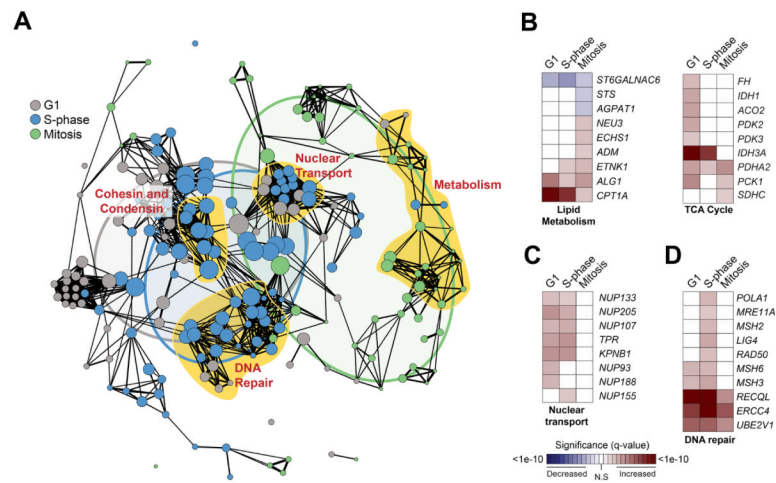 A
G1
S-phase
Mitosis
Cohesin and
Condensin
Nuclear
Transport
Metabolism
DNA
Repair
B
G1
S-phase
Mitosis
ST6GALNAC6
STS
AGPAT1
NEU3
ECHS1
ADM
ETNK1
ALG1
CPT1A
Lipid
Metabolism
G1
S-phase
Mitosis
FH
IDH1
ACO2
PDK2
PDK3
IDH3A
PDHA2
PCK1
SDHC
TCA Cycle
C
G1
S-phase
Mitosis
NUP133
NUP205
NUP107
TPR
KPNB1
NUP93
NUP188
NUP155
Nuclear
transport
D
G1
S-phase
Mitosis
POLA1
MRE11A
MSH2
LIG4
RAD50
MSH6
MSH3
RECQL
ERCC4
UBE2V1
DNA repair
Significance (q-value)
<1e-10 <1e-10
Decreased N.S Increased